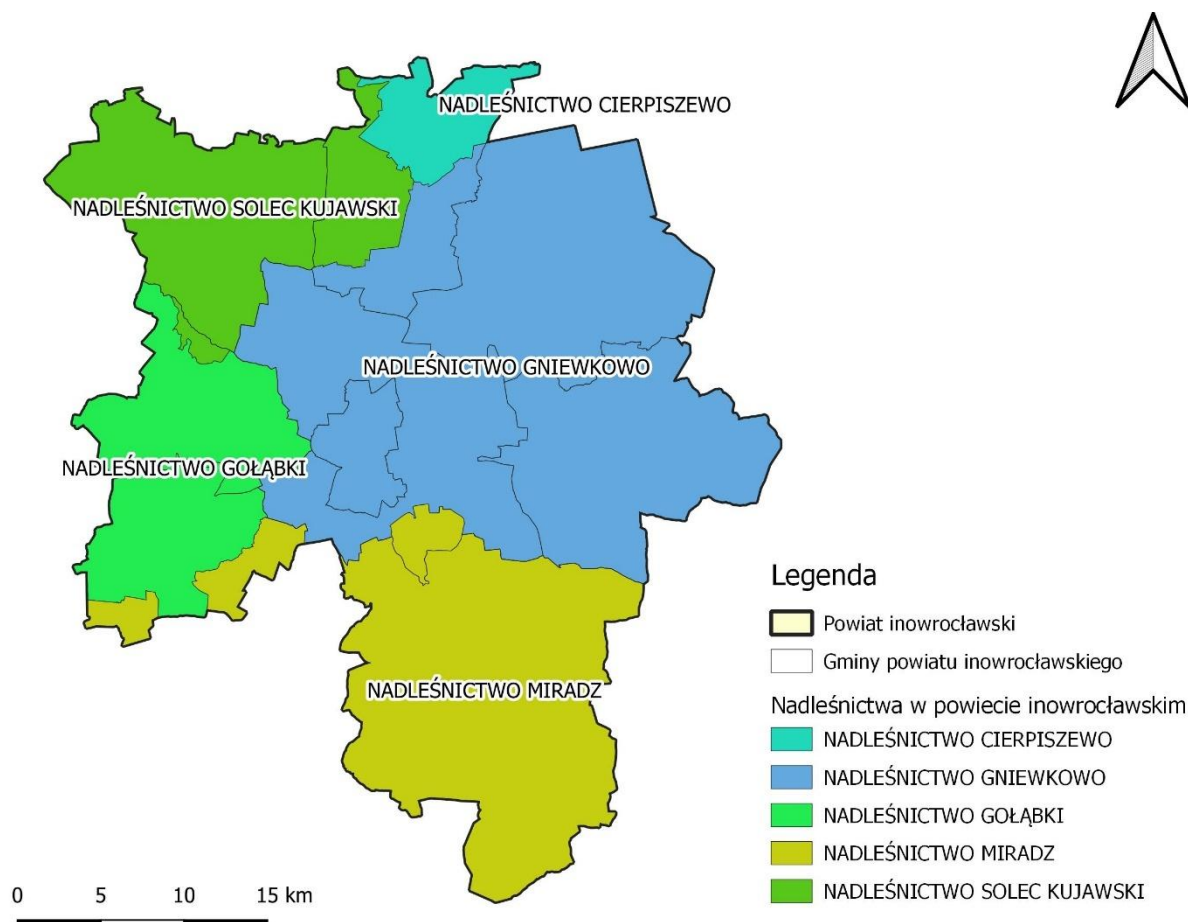 NADLEŚNICTWO CIERPISZEWO
NADLEŚNICTWO SOLEC KUJAWSKI
NADLEŚNICTWO GNIEWKOWO
NADLEŚNICTWO GOŁĄBKI
NADLEŚNICTWO MIRADZ
Legenda
Powiat inowrocławski
Gminy powiatu inowrocławskiego
Nadleśnictwa w powiecie inowrocławskim
NADLEŚNICTWO CIERPISZEWO
NADLEŚNICTWO GNIEWKOWO
NADLEŚNICTWO GOŁĄBKI
NADLEŚNICTWO MIRADZ
NADLEŚNICTWO SOLEC KUJAWSKI
0 5 10 15 km